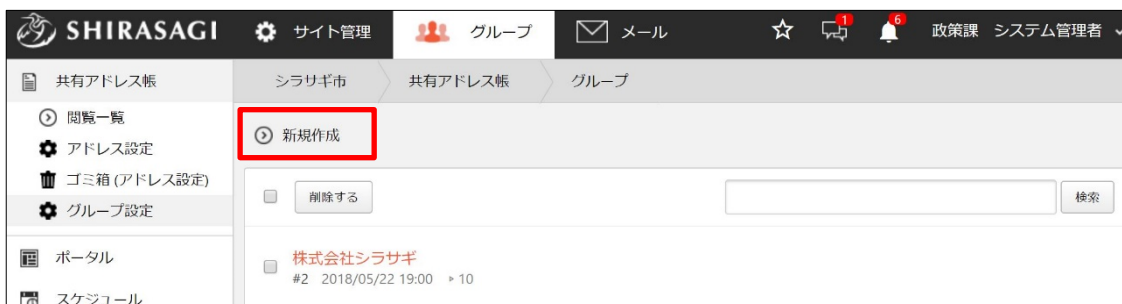 SHIRASAGI サイト管理 グループ メール 1 6 政策課 システム管理者
共有アドレス帳
シラサギ市 共有アドレス帳 グループ
閲覧一覧
アドレス設定
ゴミ箱 (アドレス設定)
グループ設定
ポータル
スケジュール
新規作成
削除する 検索
株式会社シラサギ
#2 2018/05/22 19:00 10